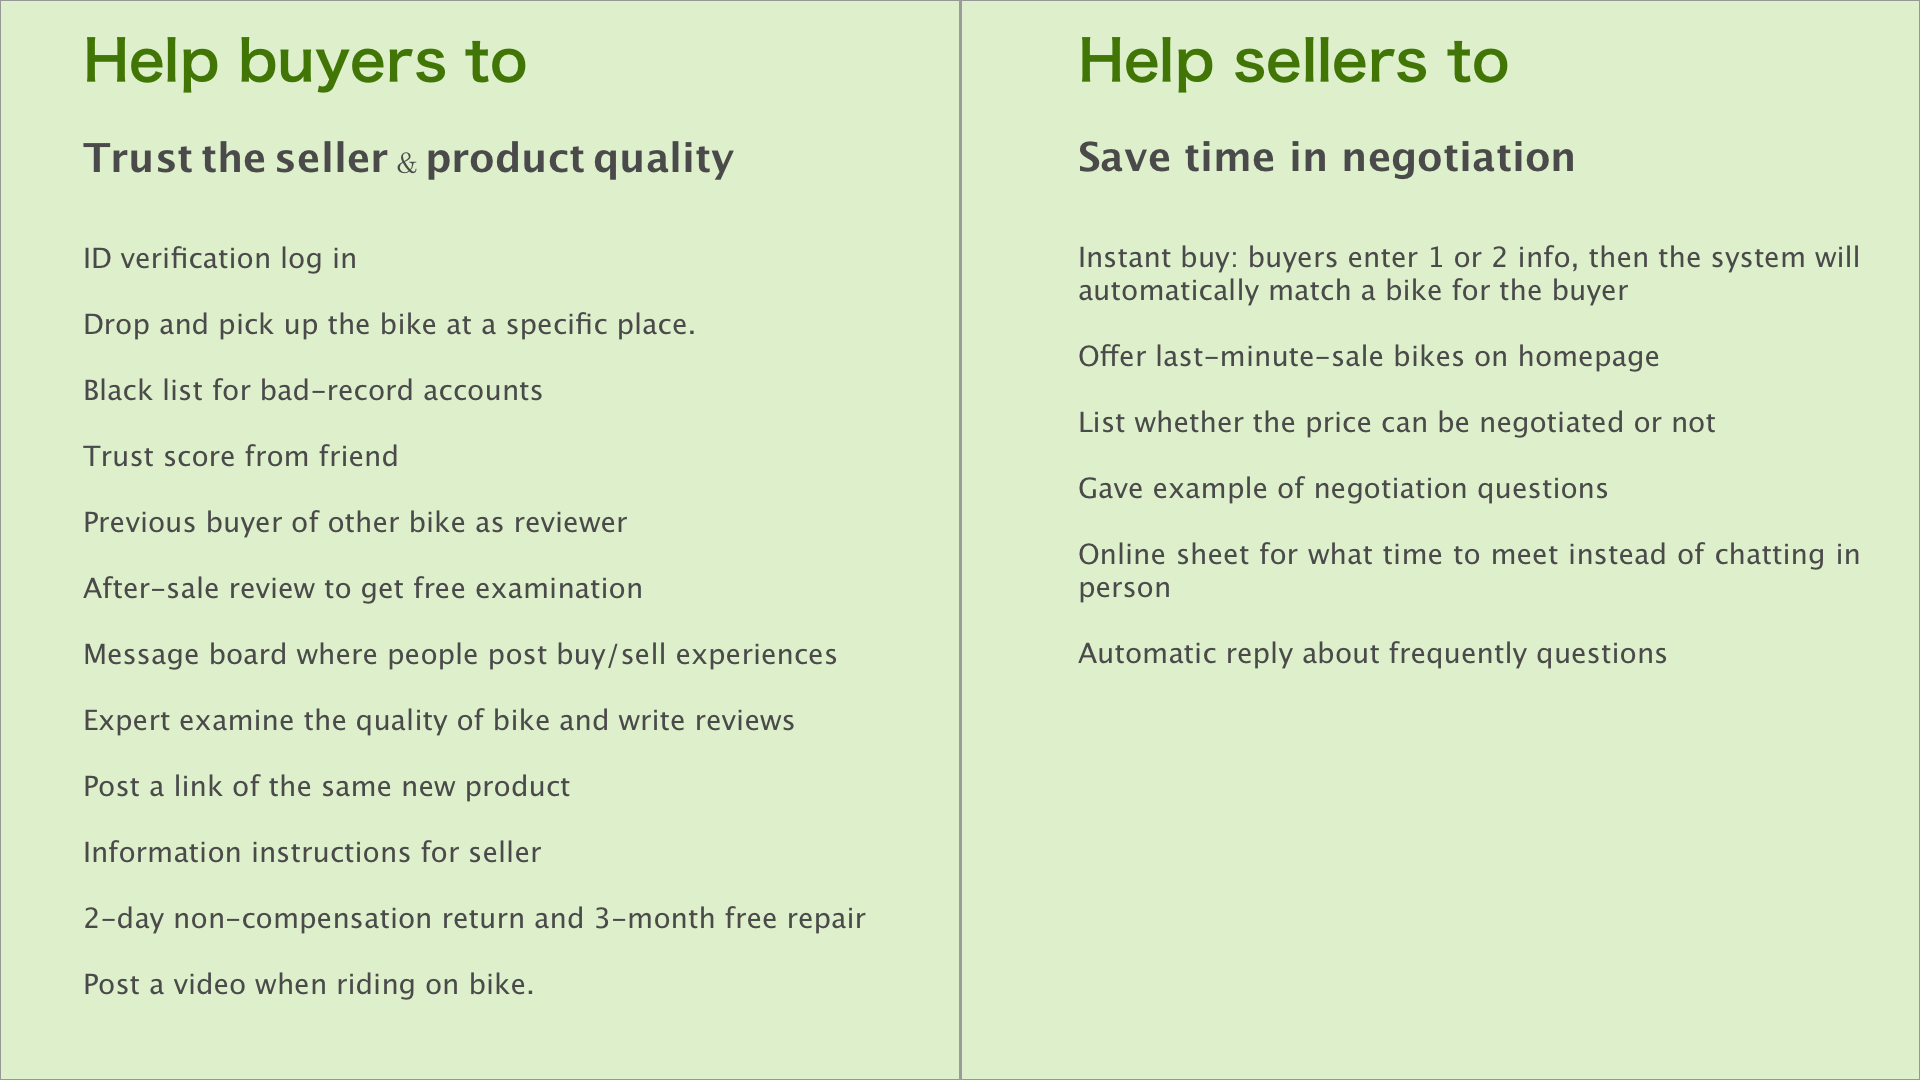 Help buyers to
Trust the seller & product quality
ID verification log in
Drop and pick up the bike at a specific place.
Black list for bad-record accounts
Trust score from friend
Previous buyer of other bike as reviewer
After-sale review to get free examination
Message board where people post buy/sell experiences
Expert examine the quality of bike and write reviews
Post a link of the same new product
Information instructions for seller
2-day non-compensation return and 3-month free repair
Post a video when riding on bike.
Help sellers to
Save time in negotiation
Instant buy: buyers enter 1 or 2 info, then the system will
automatically match a bike for the buyer
Offer last-minute-sale bikes on homepage
List whether the price can be negotiated or not
Gave example of negotiation questions
Online sheet for what time to meet instead of chatting in
person
Automatic reply about frequently questions